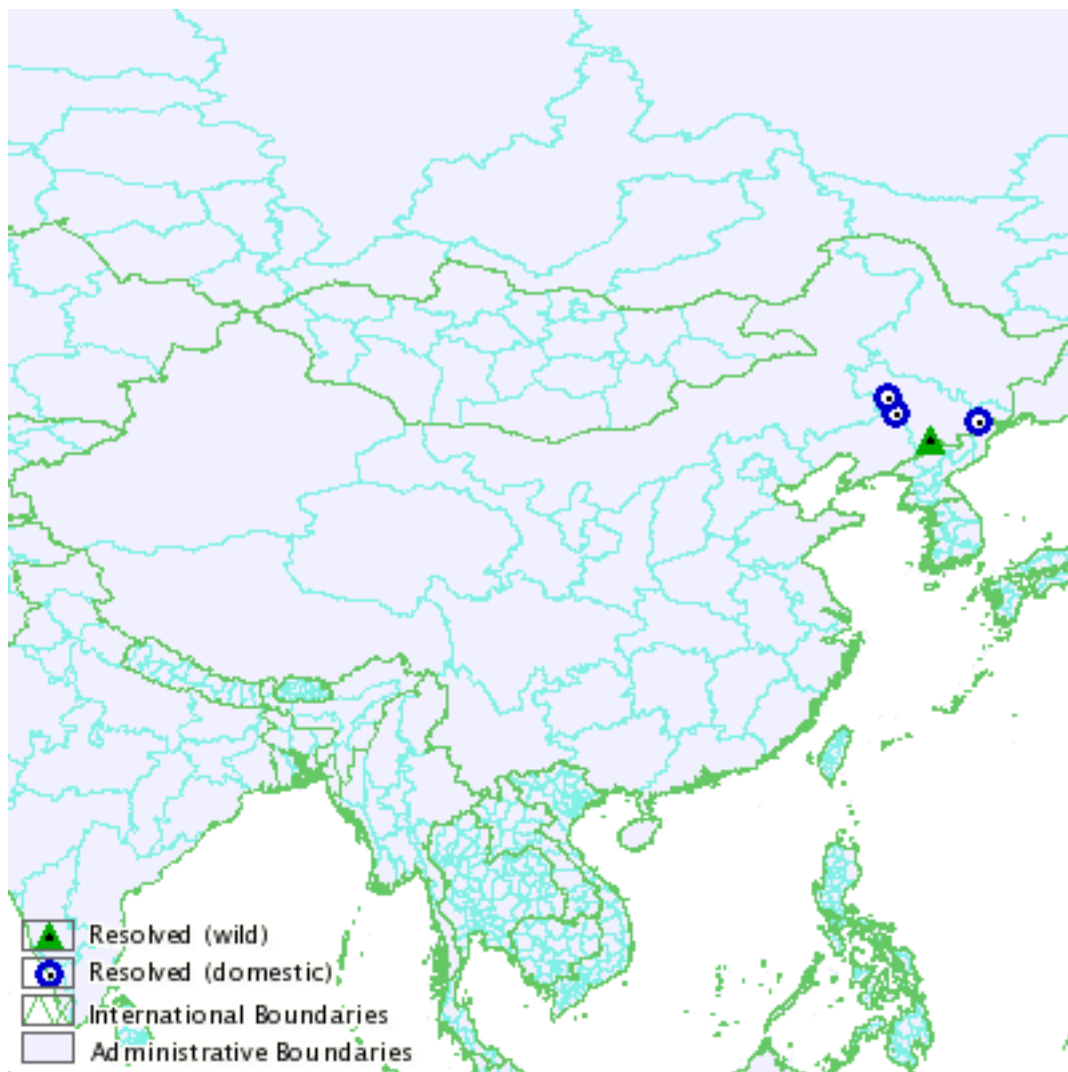 Resolved (wild)
Resolved (domestic)
International Boundaries
Administrative Boundaries